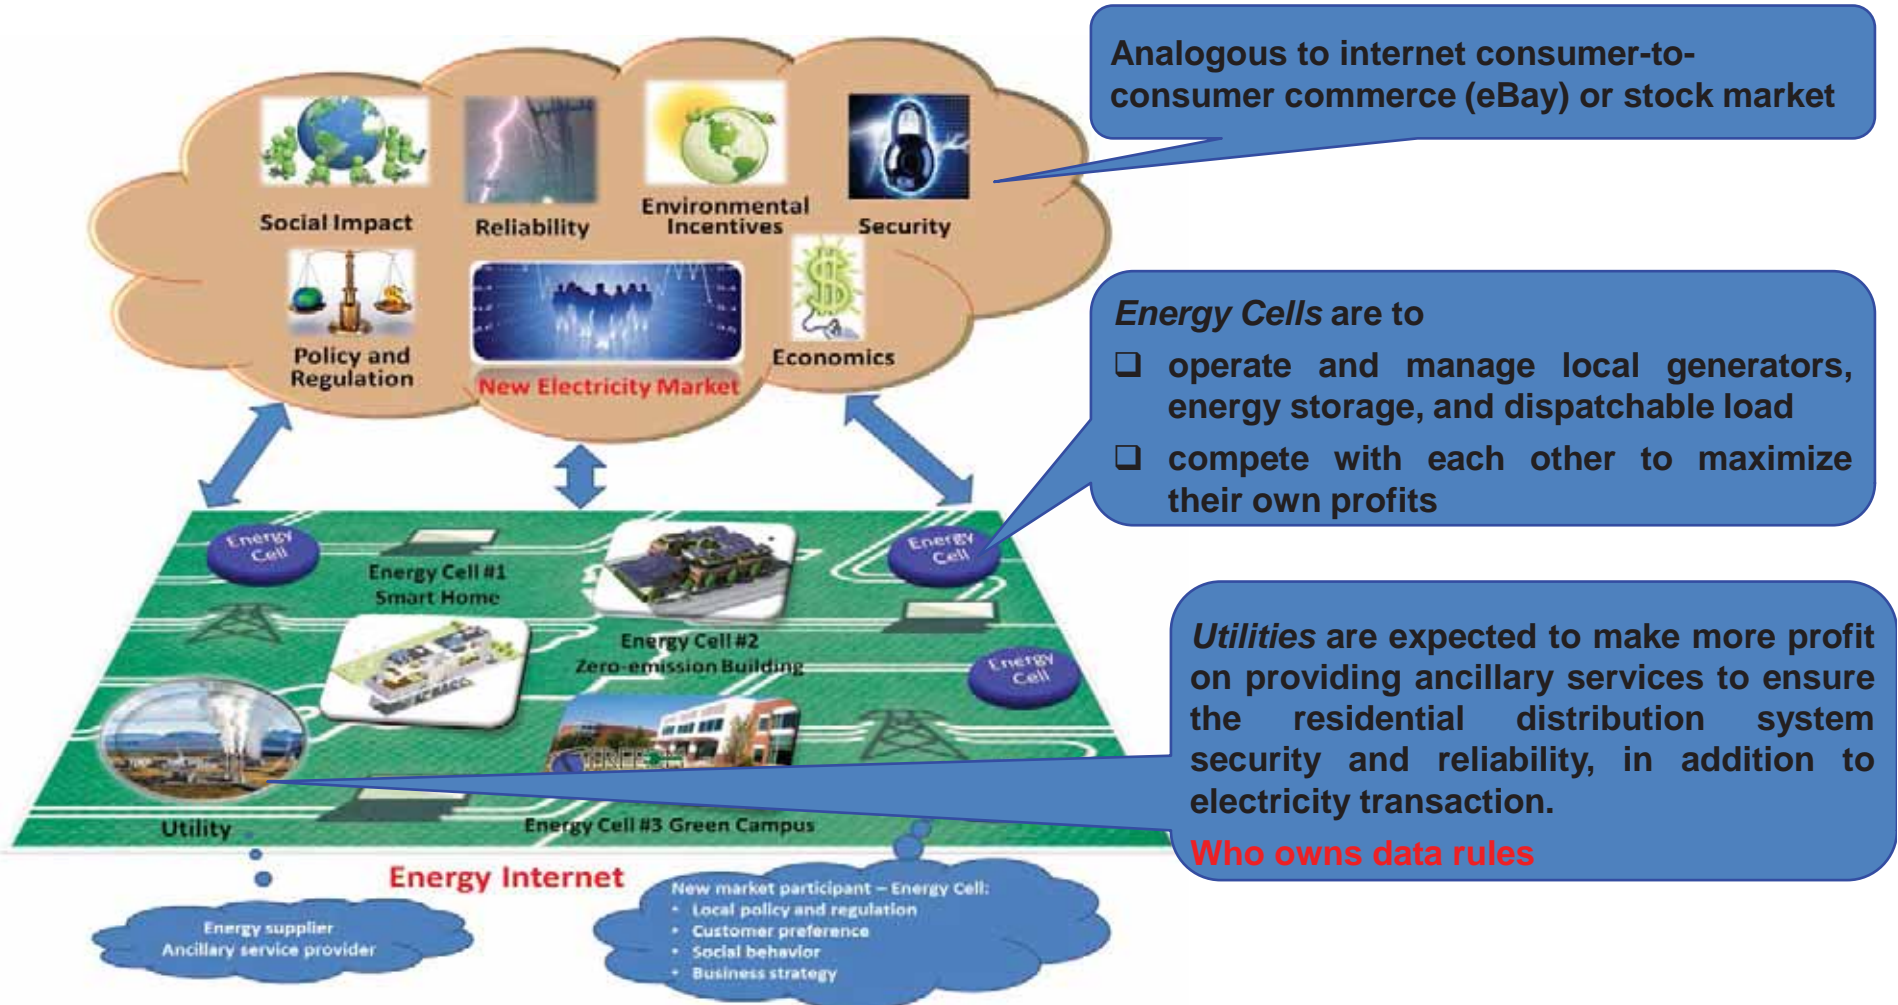 Analogous to internet consumer-to-
consumer commerce (eBay) or stock market
Social Impact
Reliability
Environmental
Incentives
Security
Policy and
Regulation
New Electricity Market
Economics
Energy Cells are to
❑ operate and manage local generators,
energy storage, and dispatchable load
❑ compete with each other to maximize
their own profits
Energy
Cell
Energy Cell #1
Smart Home
Energy
Cell
Energy Cell #2
Zero-emission Building
Energy
Cell
Utilities are expected to make more profit
on providing ancillary services to ensure
the residential distribution system
security and reliability, in addition to
electricity transaction.
Who owns data rules
Utility
Energy Cell #3 Green Campus
Energy Internet
Energy supplier
Ancillary service provider
New market participant – Energy Cell:
• Local policy and regulation
• Customer preference
• Social behavior
• Business strategy